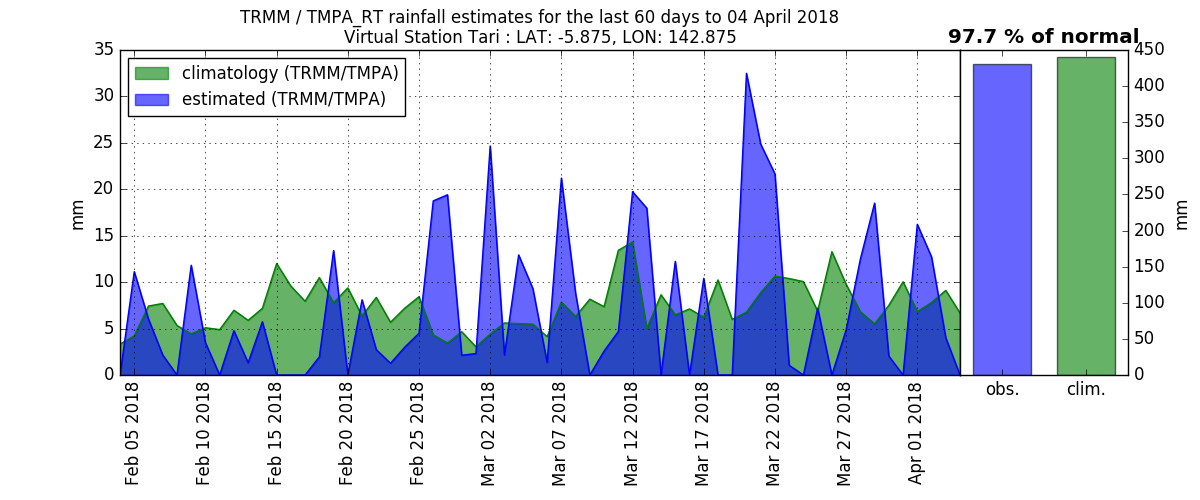 TRMM / TMPA_RT rainfall estimates for the last 60 days to 04 April 2018
Virtual Station Tari : LAT: -5.875, LON: 142.875
97.7 % of normal
climatology (TRMM/TMPA)
estimated (TRMM/TMPA)
35
30
25
20
15
10
5
0
mm
Feb 05 2018
Feb 10 2018
Feb 15 2018
Feb 20 2018
Feb 25 2018
Mar 02 2018
Mar 07 2018
Mar 12 2018
Mar 17 2018
Mar 22 2018
Mar 27 2018
Apr 01 2018
450
400
350
300
250
200
150
100
50
0
mm
obs.
clim.